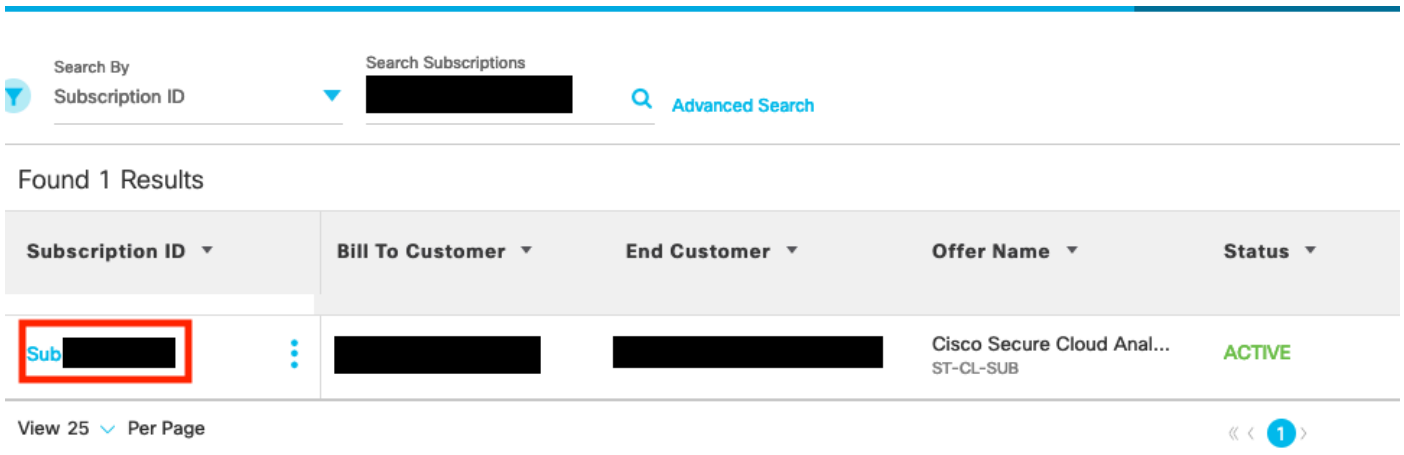 Search By
Search Subscriptions
Subscription ID
Advanced Search
Found 1 Results
Subscription ID Bill To Customer End Customer Offer Name Status
Sub Cisco Secure Cloud Anal... ACTIVE
ST-CL-SUB
View 25 Per Page « < 1 >